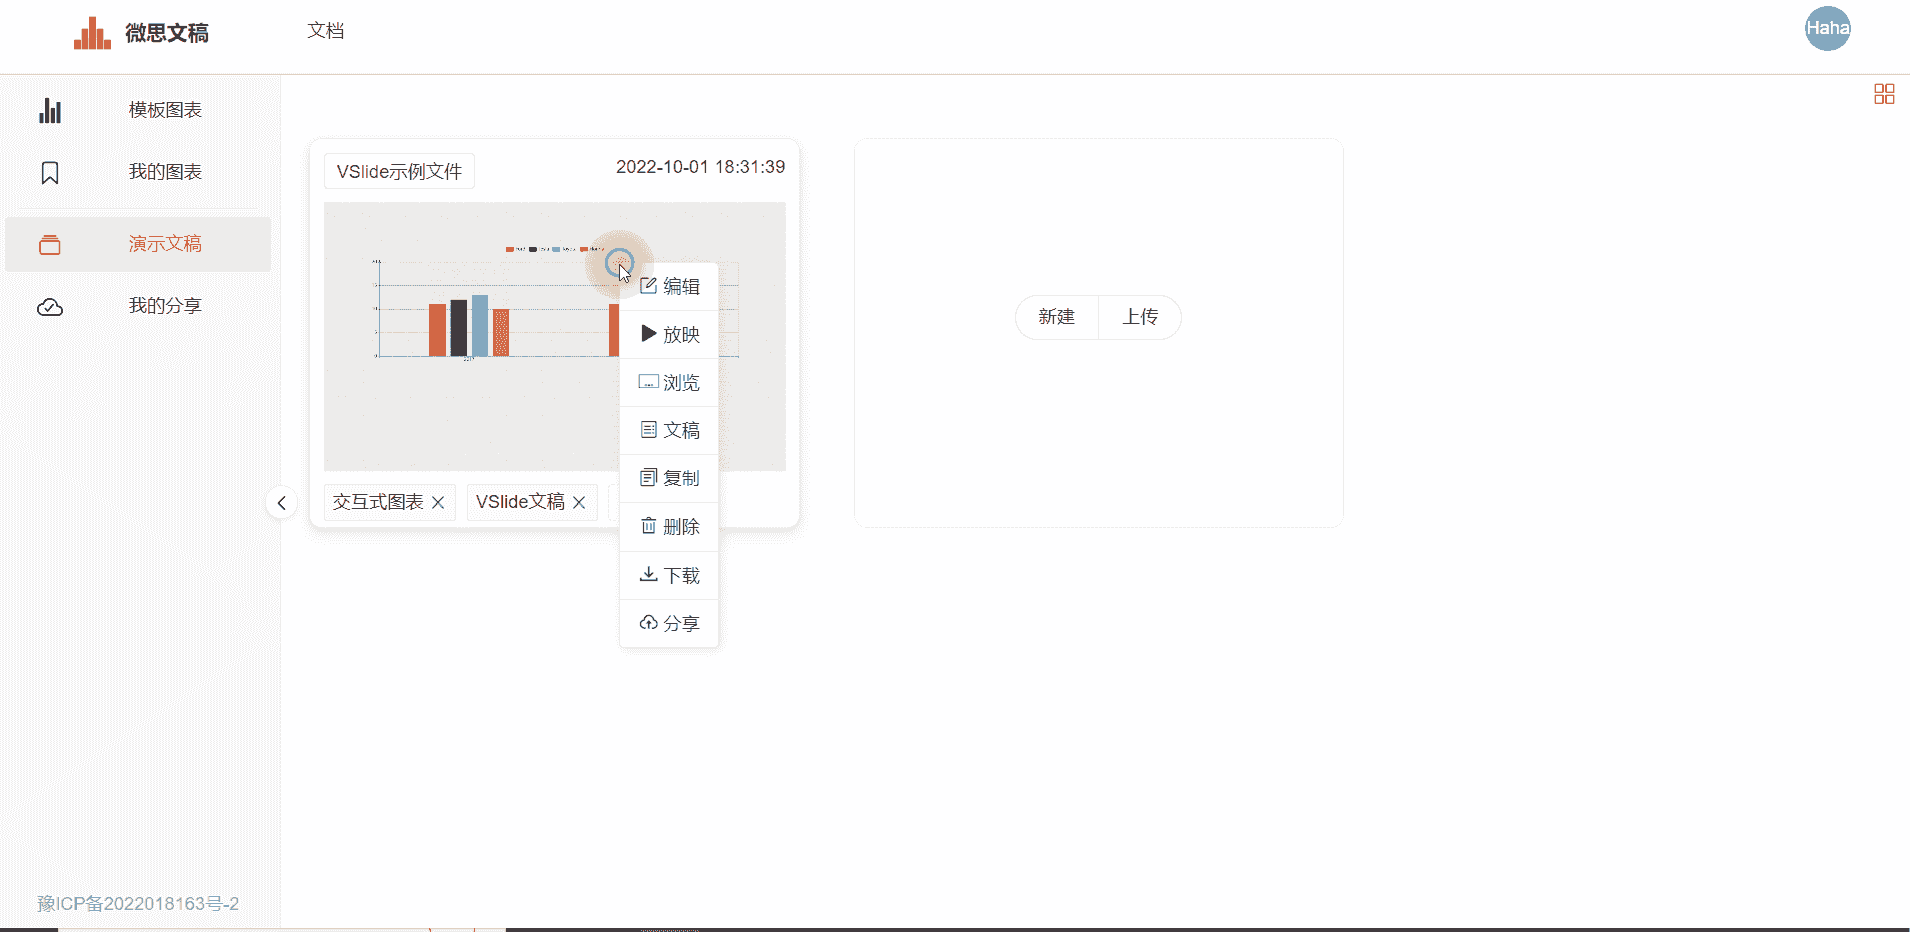 微思文稿
文档
Haha
模板图表
我的图表
演示文稿
我的分享
VSlide示例文件
2022-10-01 18:31:39
2017
交互式图表
VSlide文稿
编辑
放映
浏览
文稿
复制
删除
下载
分享
新建
上传
豫ICP备2022018163号-2